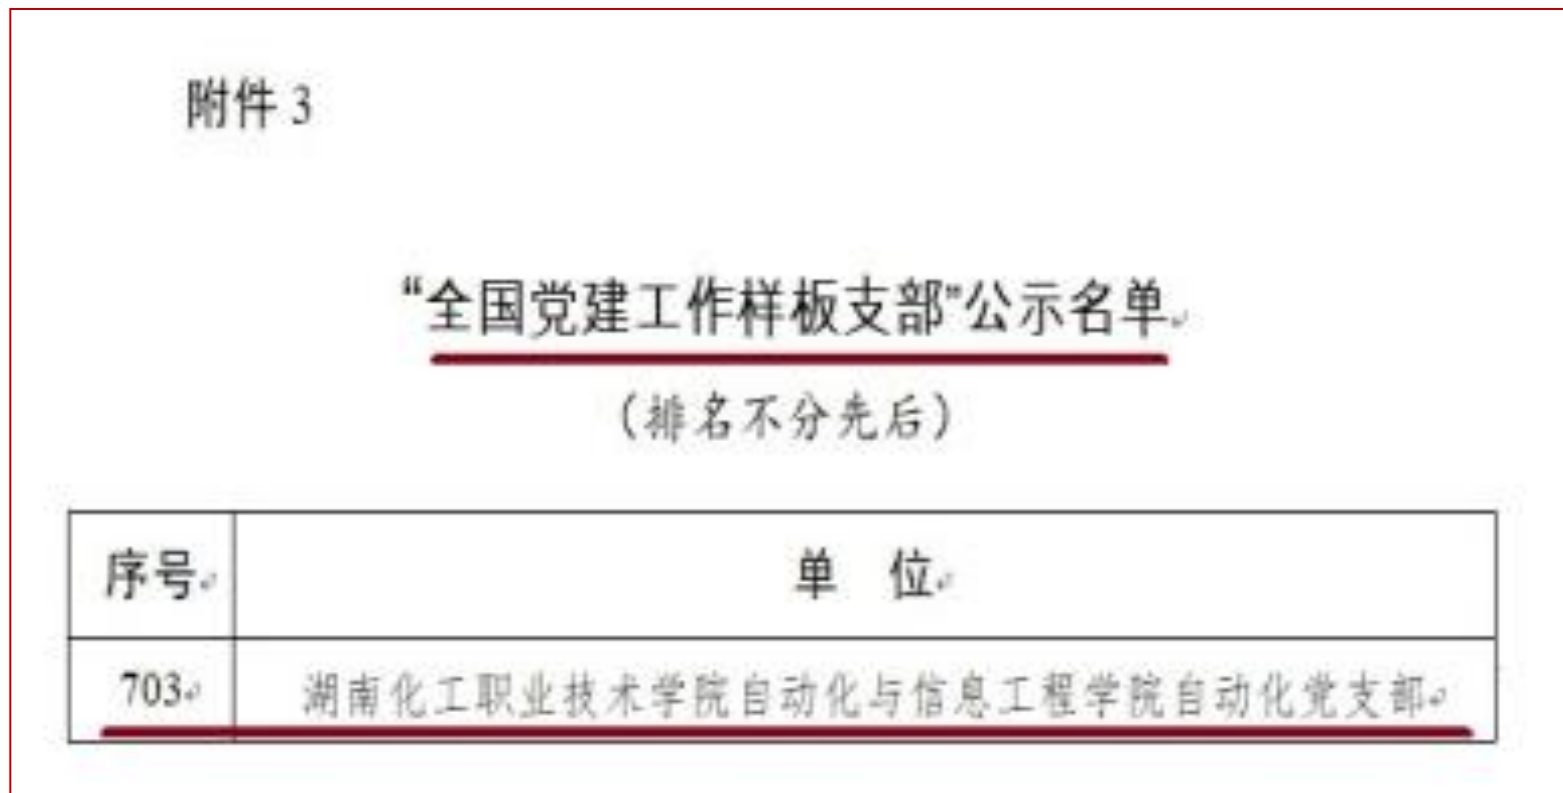 附件 3
“全国党建工作样板支部”公示名单
（排名不分先后）
序号 单 位
703 湖南化工职业技术学院自动化与信息工程学院自动化党支部